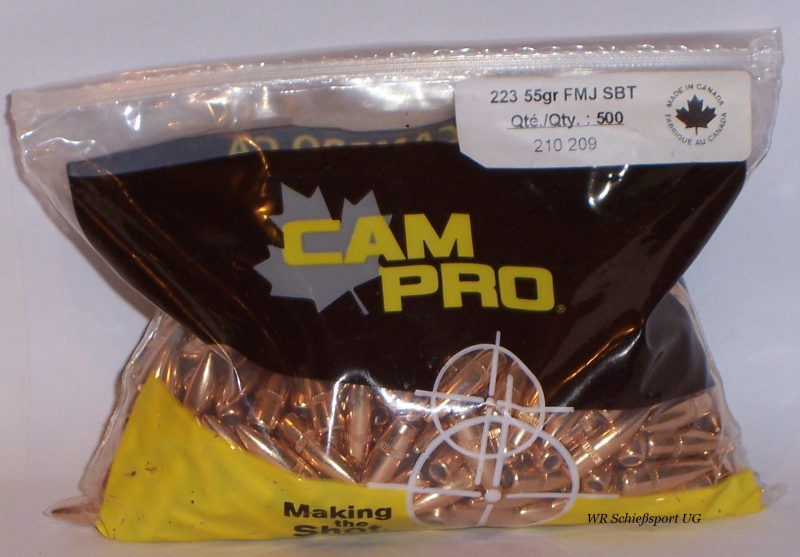 223 55gr FMJ SBT
Qté./Qty. : 500
210 209
MADE IN CANADA
FABRIQUÉ AU CANADA
CAM
PRO®
Making
the
Shot
WR Schießsport UG